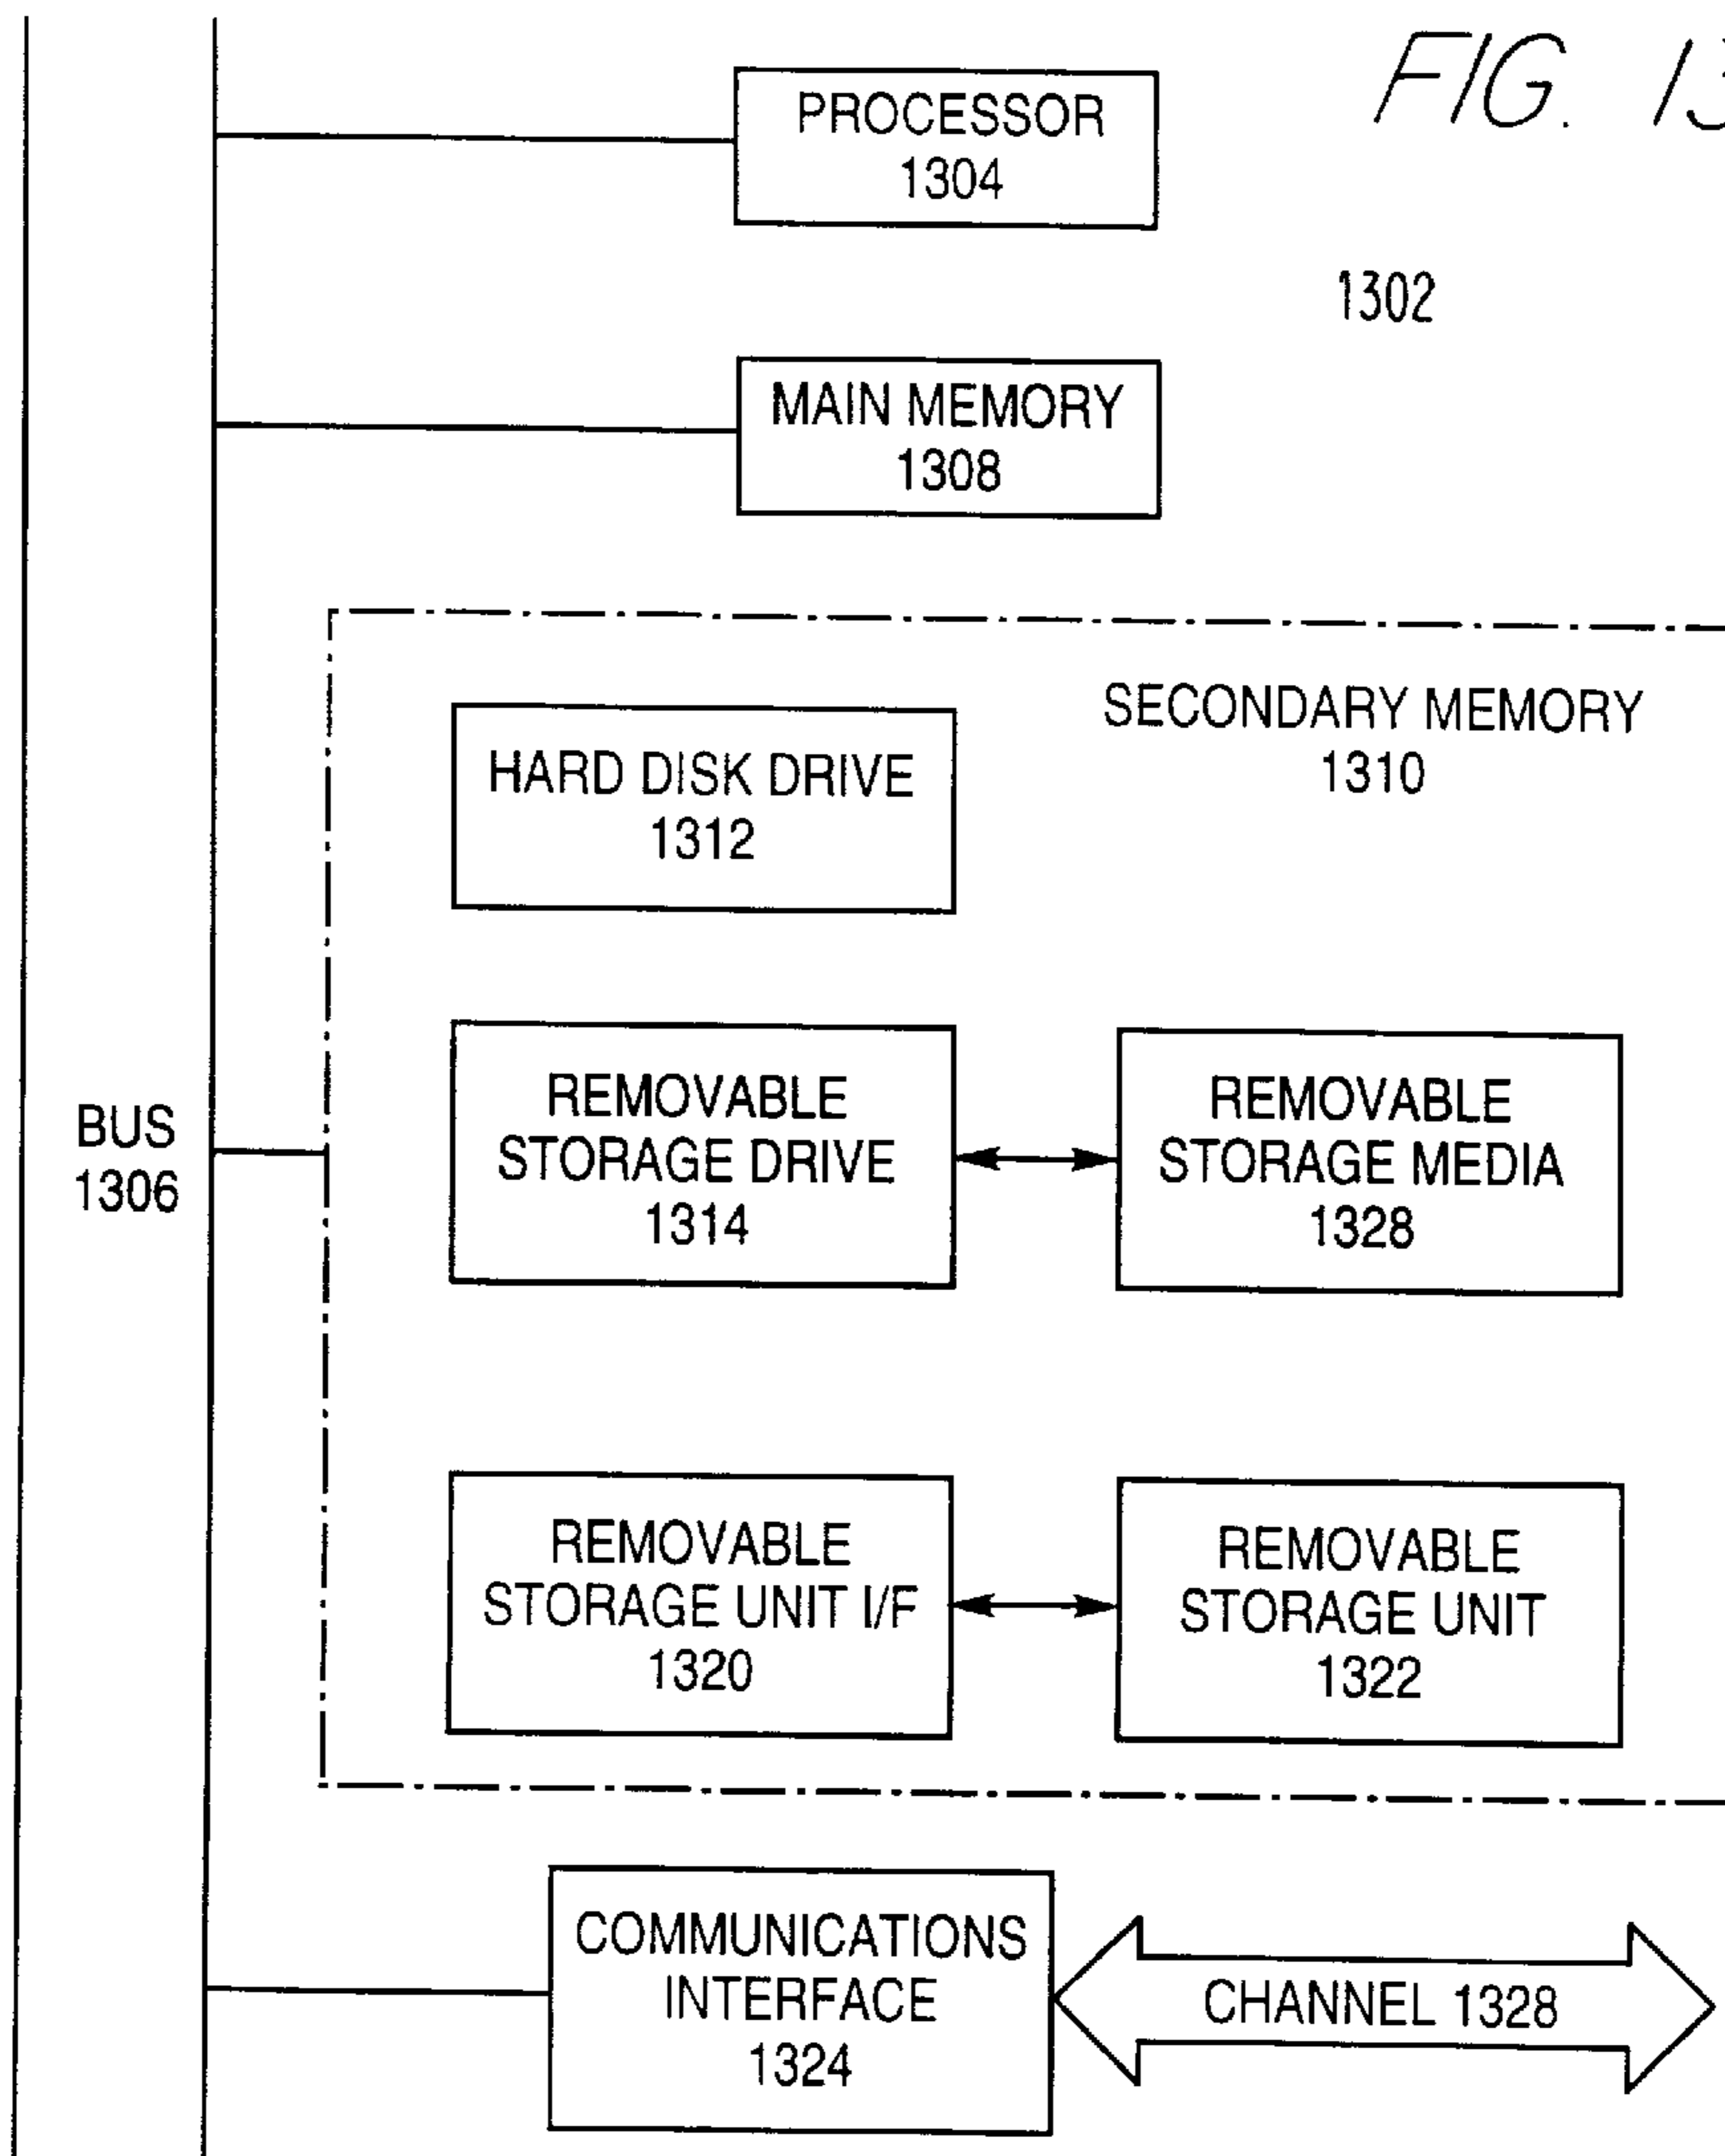 FIG. 13
PROCESSOR
1304
1302
MAIN MEMORY
1308
SECONDARY MEMORY
1310
HARD DISK DRIVE
1312
BUS
1306
REMOVABLE
STORAGE DRIVE
1314
REMOVABLE
STORAGE MEDIA
1328
REMOVABLE
STORAGE UNIT I/F
1320
REMOVABLE
STORAGE UNIT
1322
COMMUNICATIONS
INTERFACE
1324
CHANNEL 1328